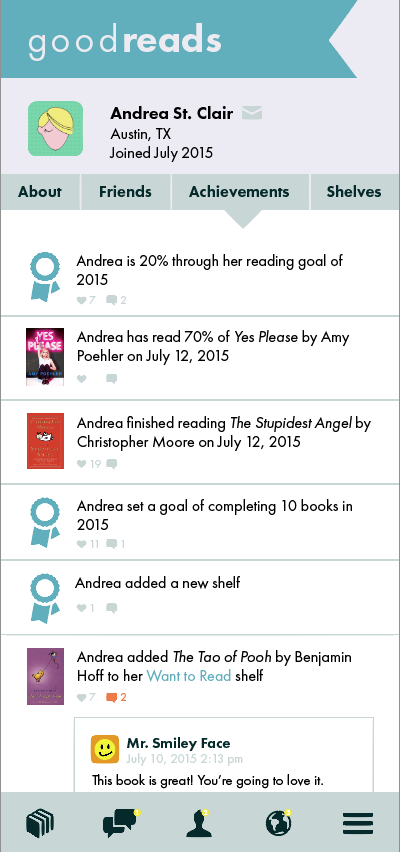 goodreads
Andrea St. Clair
Austin, TX
Joined July 2015
About Friends Achievements Shelves
Andrea is 20% through her reading goal of
2015
7 2
YES
PLEASE
AMY POEHLER
Andrea has read 70% of Yes Please by Amy
Poehler on July 12, 2015
Andrea finished reading The Stupidest Angel by
Christopher Moore on July 12, 2015
19
Andrea set a goal of completing 10 books in
2015
11 1
Andrea added a new shelf
1
Andrea added The Tao of Pooh by Benjamin
Hoff to her Want to Read shelf
7 2
Mr. Smiley Face
July 10, 2015 2:13 pm
This book is great! You're going to love it.